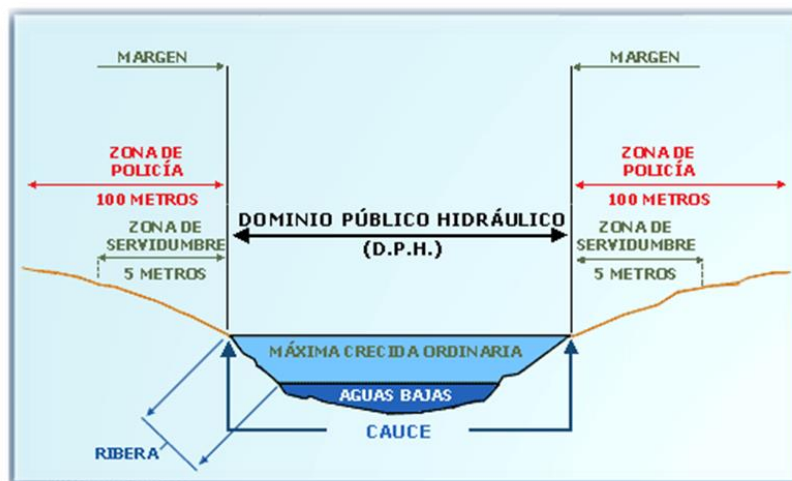 MARGEN
MARGEN
ZONA DE
POLICÍA
100 METROS
ZONA DE
POLICÍA
100 METROS
DOMINIO PÚBLICO HIDRÁULICO
(D.P.H.)
ZONA DE
SERVIDUMBRE
5 METROS
ZONA DE
SERVIDUMBRE
5 METROS
MÁXIMA CRECIDA ORDINARIA
AGUAS BAJAS
CAUCE
RIBERA